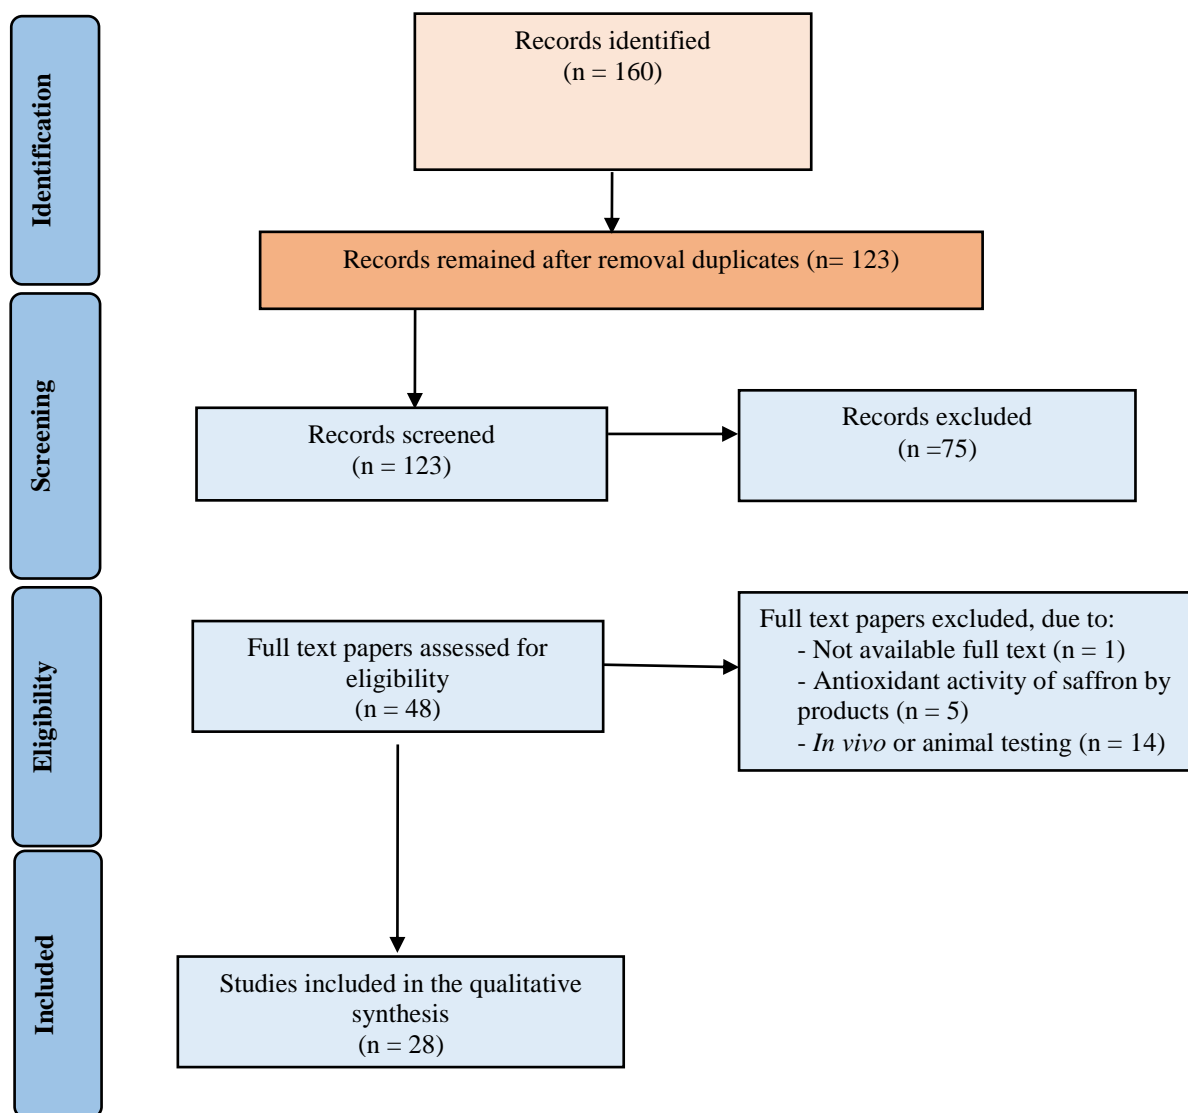 Identification
Records identified
(n = 160)
Records remained after removal duplicates (n= 123)
Screening
Records screened
(n = 123)
Records excluded
(n =75)
Eligibility
Full text papers assessed for
eligibility
(n = 48)
Full text papers excluded, due to:
- Not available full text (n = 1)
- Antioxidant activity of saffron by
products (n = 5)
- In vivo or animal testing (n = 14)
Included
Studies included in the qualitative
synthesis
(n = 28)